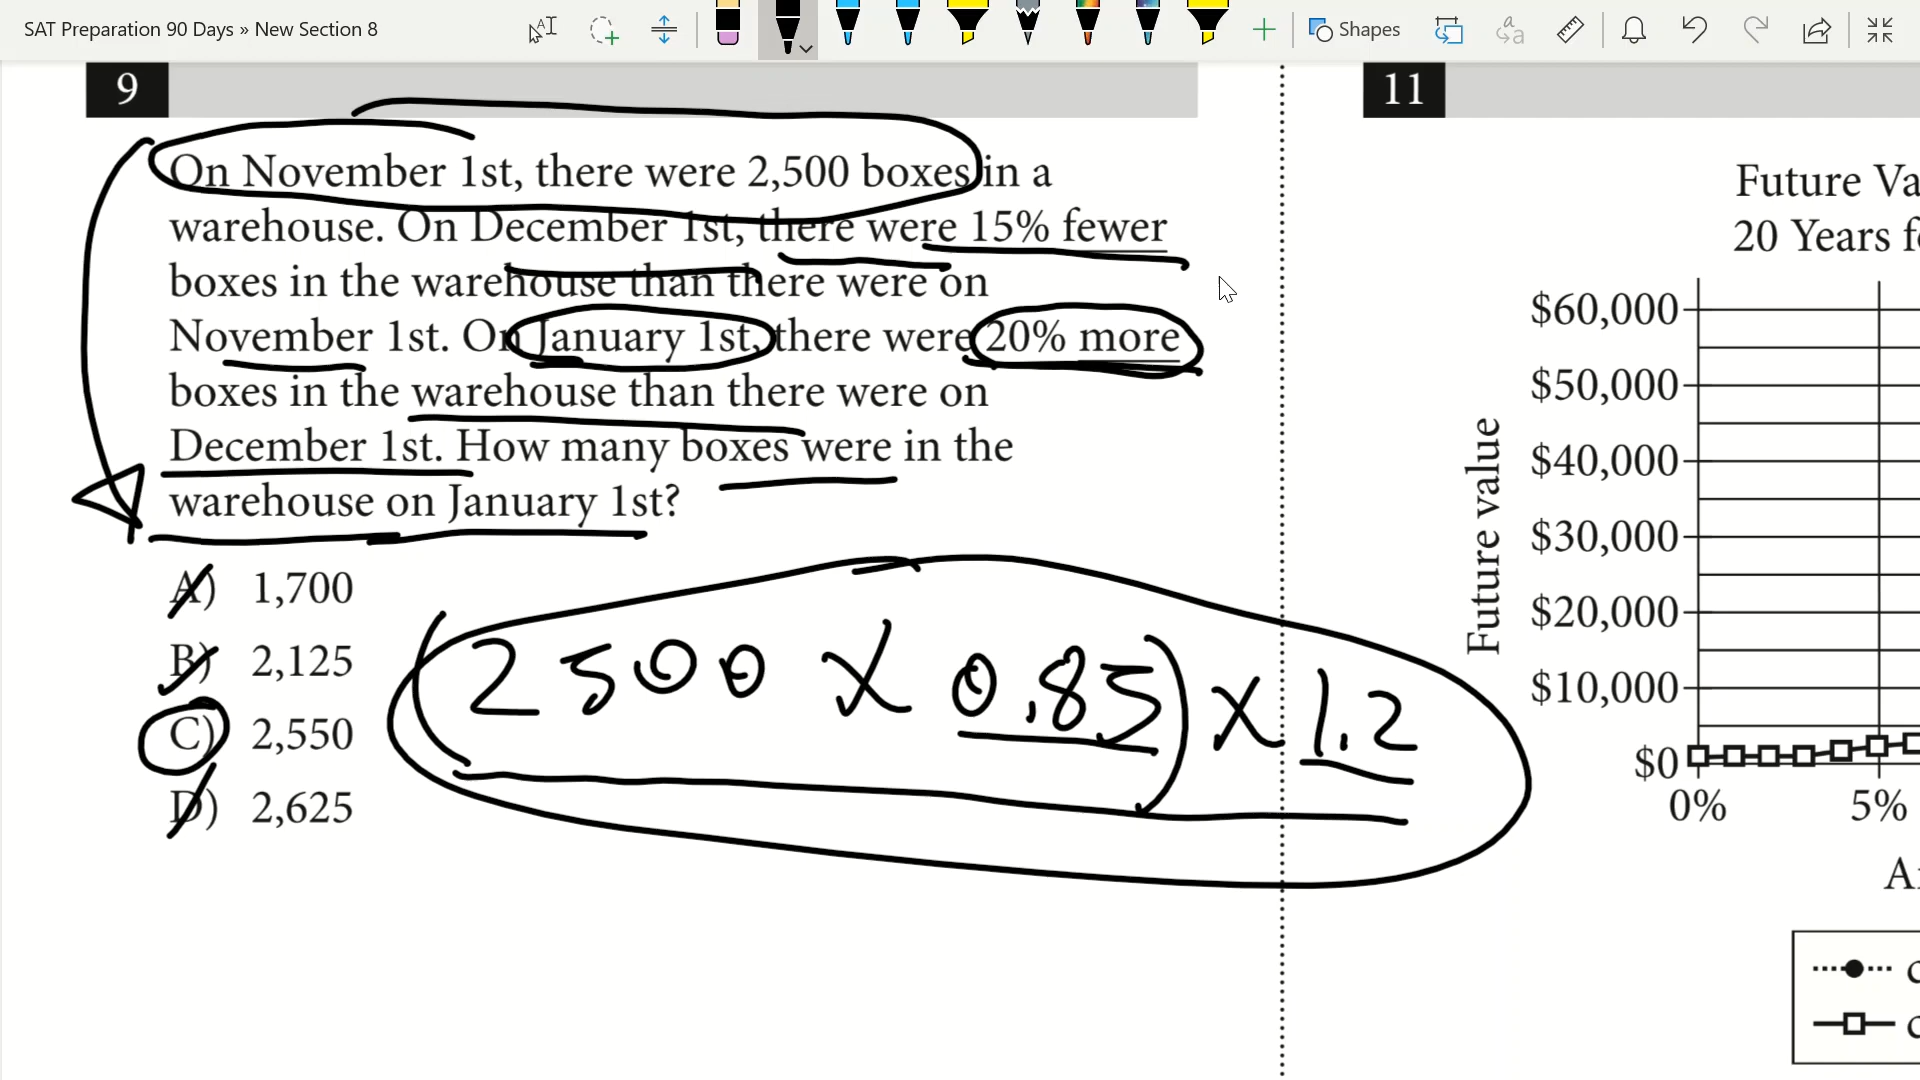 SAT Preparation 90 Days » New Section 8
Shapes
9
On November 1st, there were 2,500 boxes in a
warehouse. On December 1st, there were 15% fewer
boxes in the warehouse than there were on
November 1st. On January 1st, there were 20% more
boxes in the warehouse than there were on
December 1st. How many boxes were in the
warehouse on January 1st?
A) 1,700
B) 2,125
C) 2,550
D) 2,625
(2500 X 0.85) X 1.2
11
Future Va
20 Years f
Future value
$60,000
$50,000
$40,000
$30,000
$20,000
$10,000
$0
0% 5%